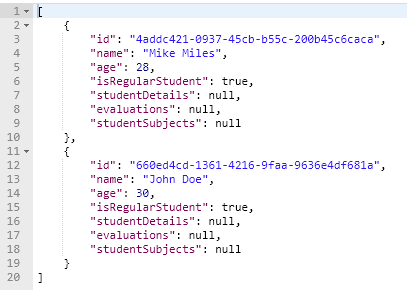 1 [
2 {
3 "id": "4addc421-0937-45cb-b55c-200b45c6caca",
4 "name": "Mike Miles",
5 "age": 28,
6 "isRegularStudent": true,
7 "studentDetails": null,
8 "evaluations": null,
9 "studentSubjects": null
10 },
11 {
12 "id": "660ed4cd-1361-4216-9faa-9636e4df681a",
13 "name": "John Doe",
14 "age": 30,
15 "isRegularStudent": true,
16 "studentDetails": null,
17 "evaluations": null,
18 "studentSubjects": null
19 }
20 ]